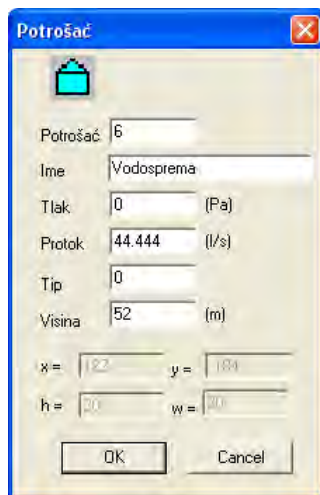 Potrošač
Potrošač 6
Ime Vodosprema
Tlak 0 (Pa)
Protok 44.444 (l/s)
Tip 0
Visina 52 (m)
x = y =
h = w =
OK Cancel